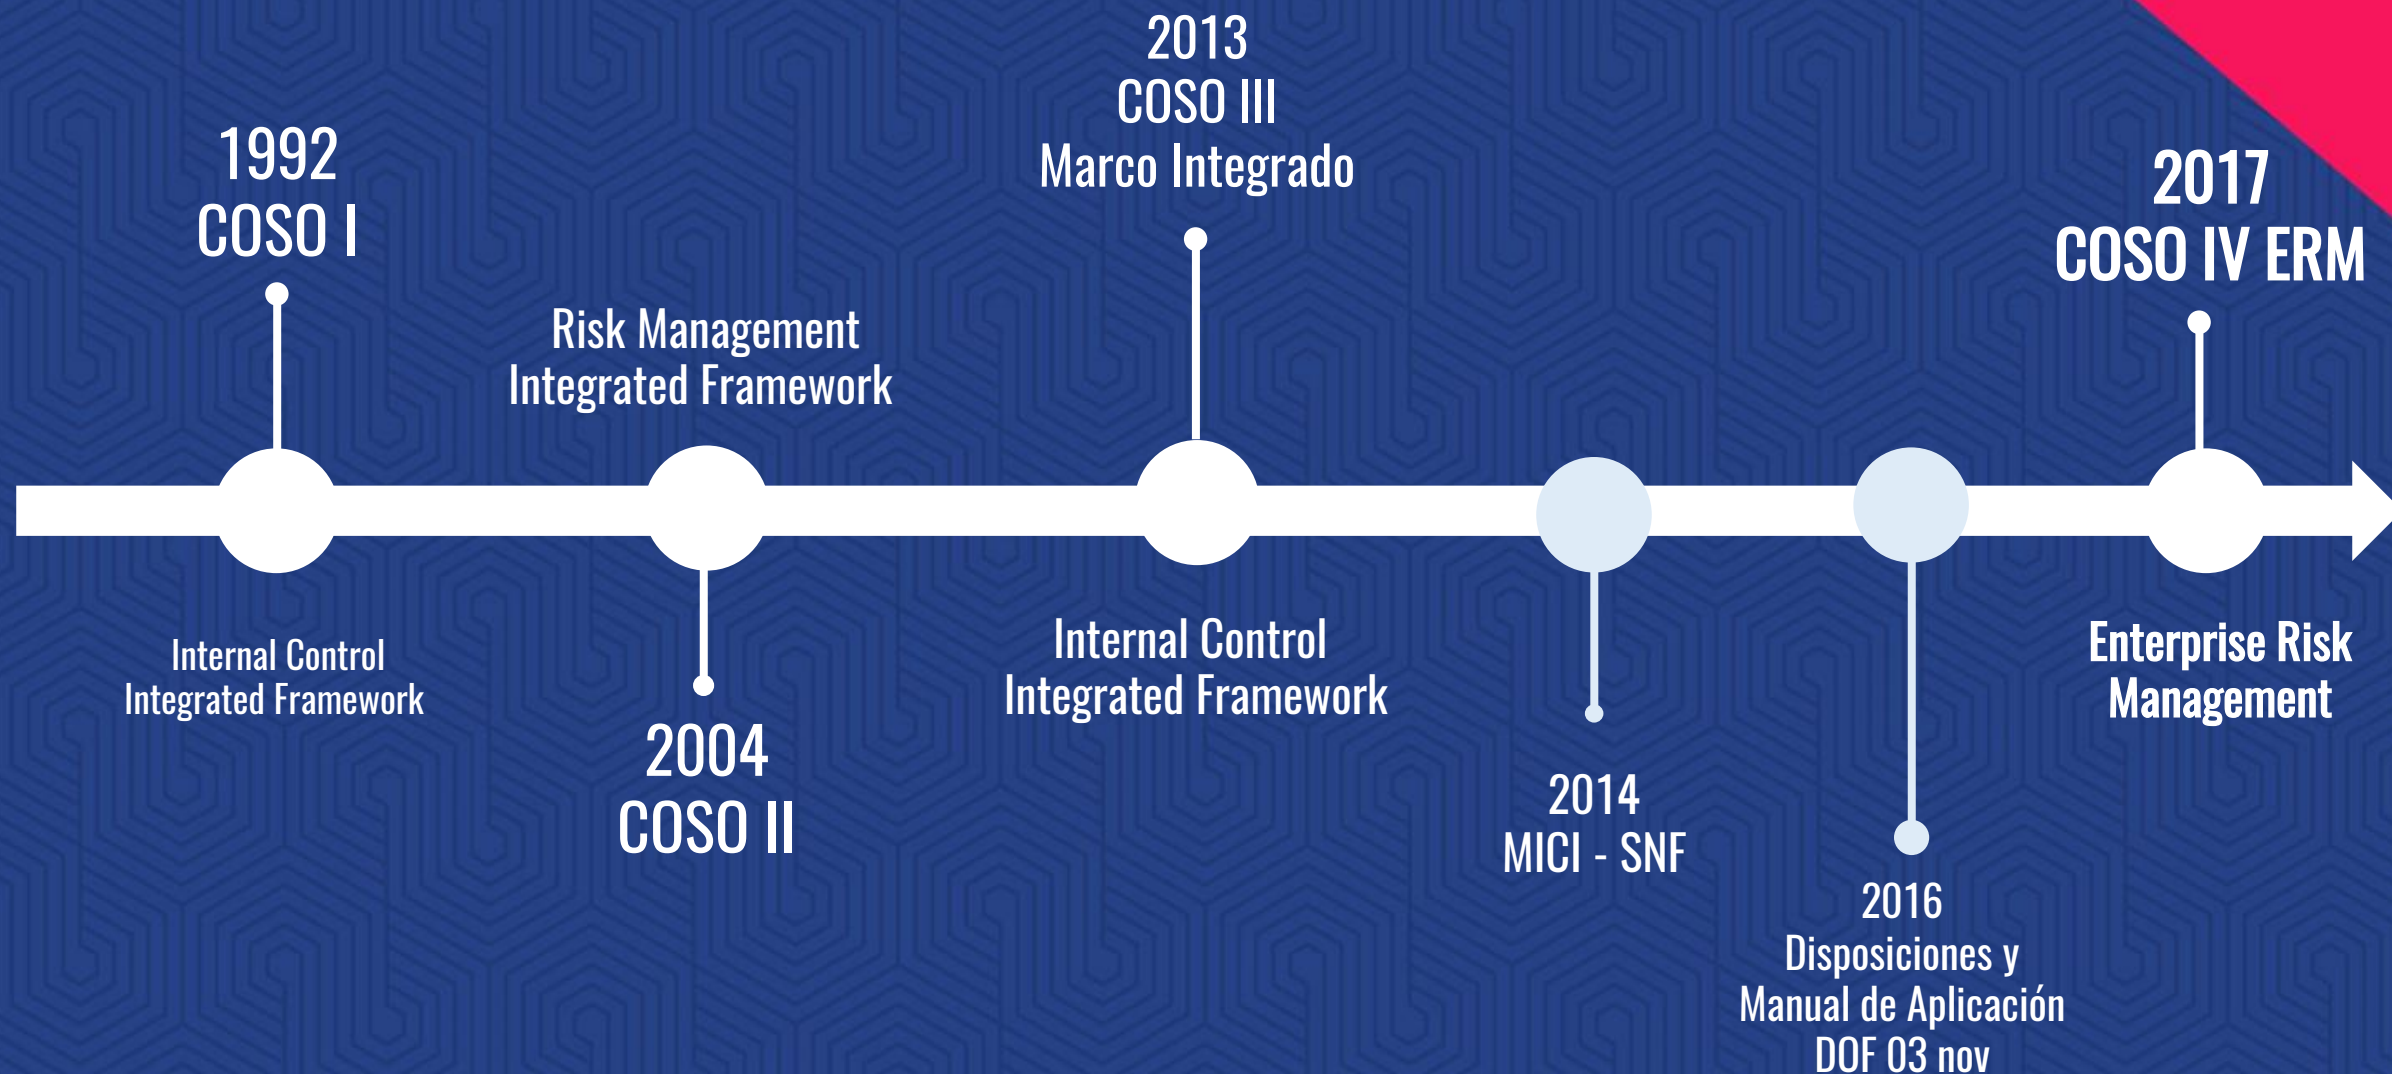 1992
COSO I
Internal Control
Integrated Framework
Risk Management
Integrated Framework
2004
COSO II
2013
COSO III
Marco Integrado
Internal Control
Integrated Framework
2014
MICI - SNF
2016
Disposiciones y
Manual de Aplicación
DOF 03 nov
2017
COSO IV ERM
Enterprise Risk
Management